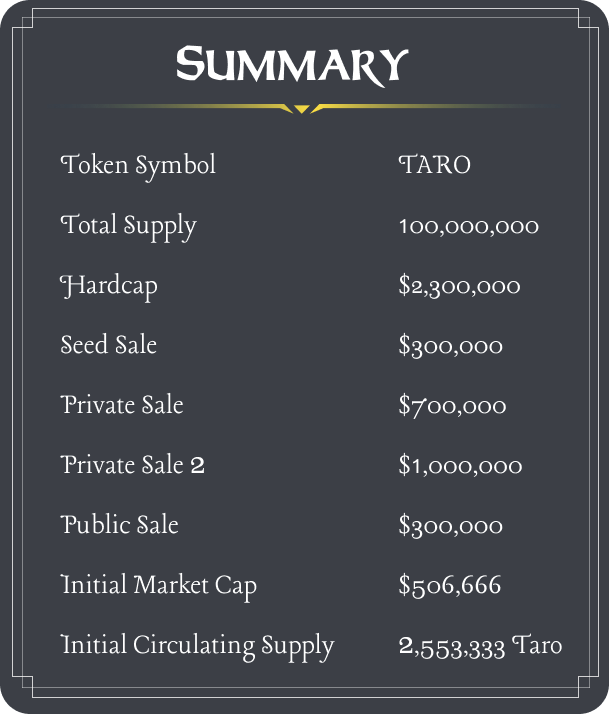 SUMMARY
Token Symbol TARO
Total Supply 100,000,000
Hardcap $2,300,000
Seed Sale $300,000
Private Sale $700,000
Private Sale 2 $1,000,000
Public Sale $300,000
Initial Market Cap $506,666
Initial Circulating Supply 2,553,333 Taro